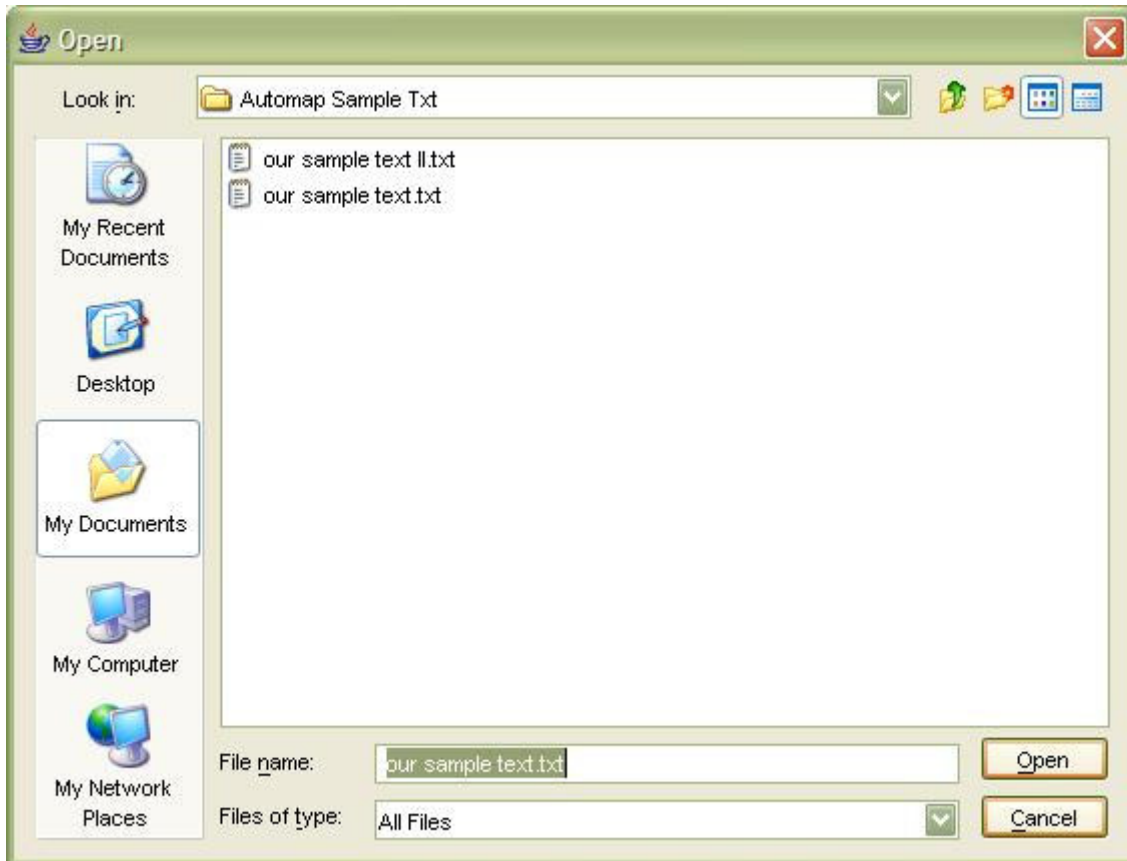 Open
Look in:
Automap Sample Txt
our sample text II.txt
our sample text.txt
My Recent
Documents
Desktop
My Documents
My Computer
My Network
Places
File name:
our sample text.txt
Open
Files of type:
All Files
Cancel